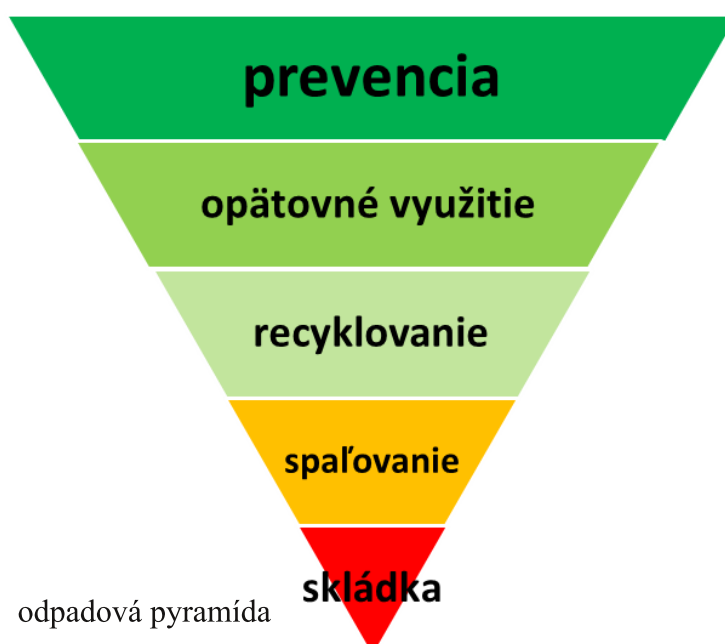 prevencia
opätovné využitie
recyklovanie
spaľovanie
skládka
odpadová pyramída